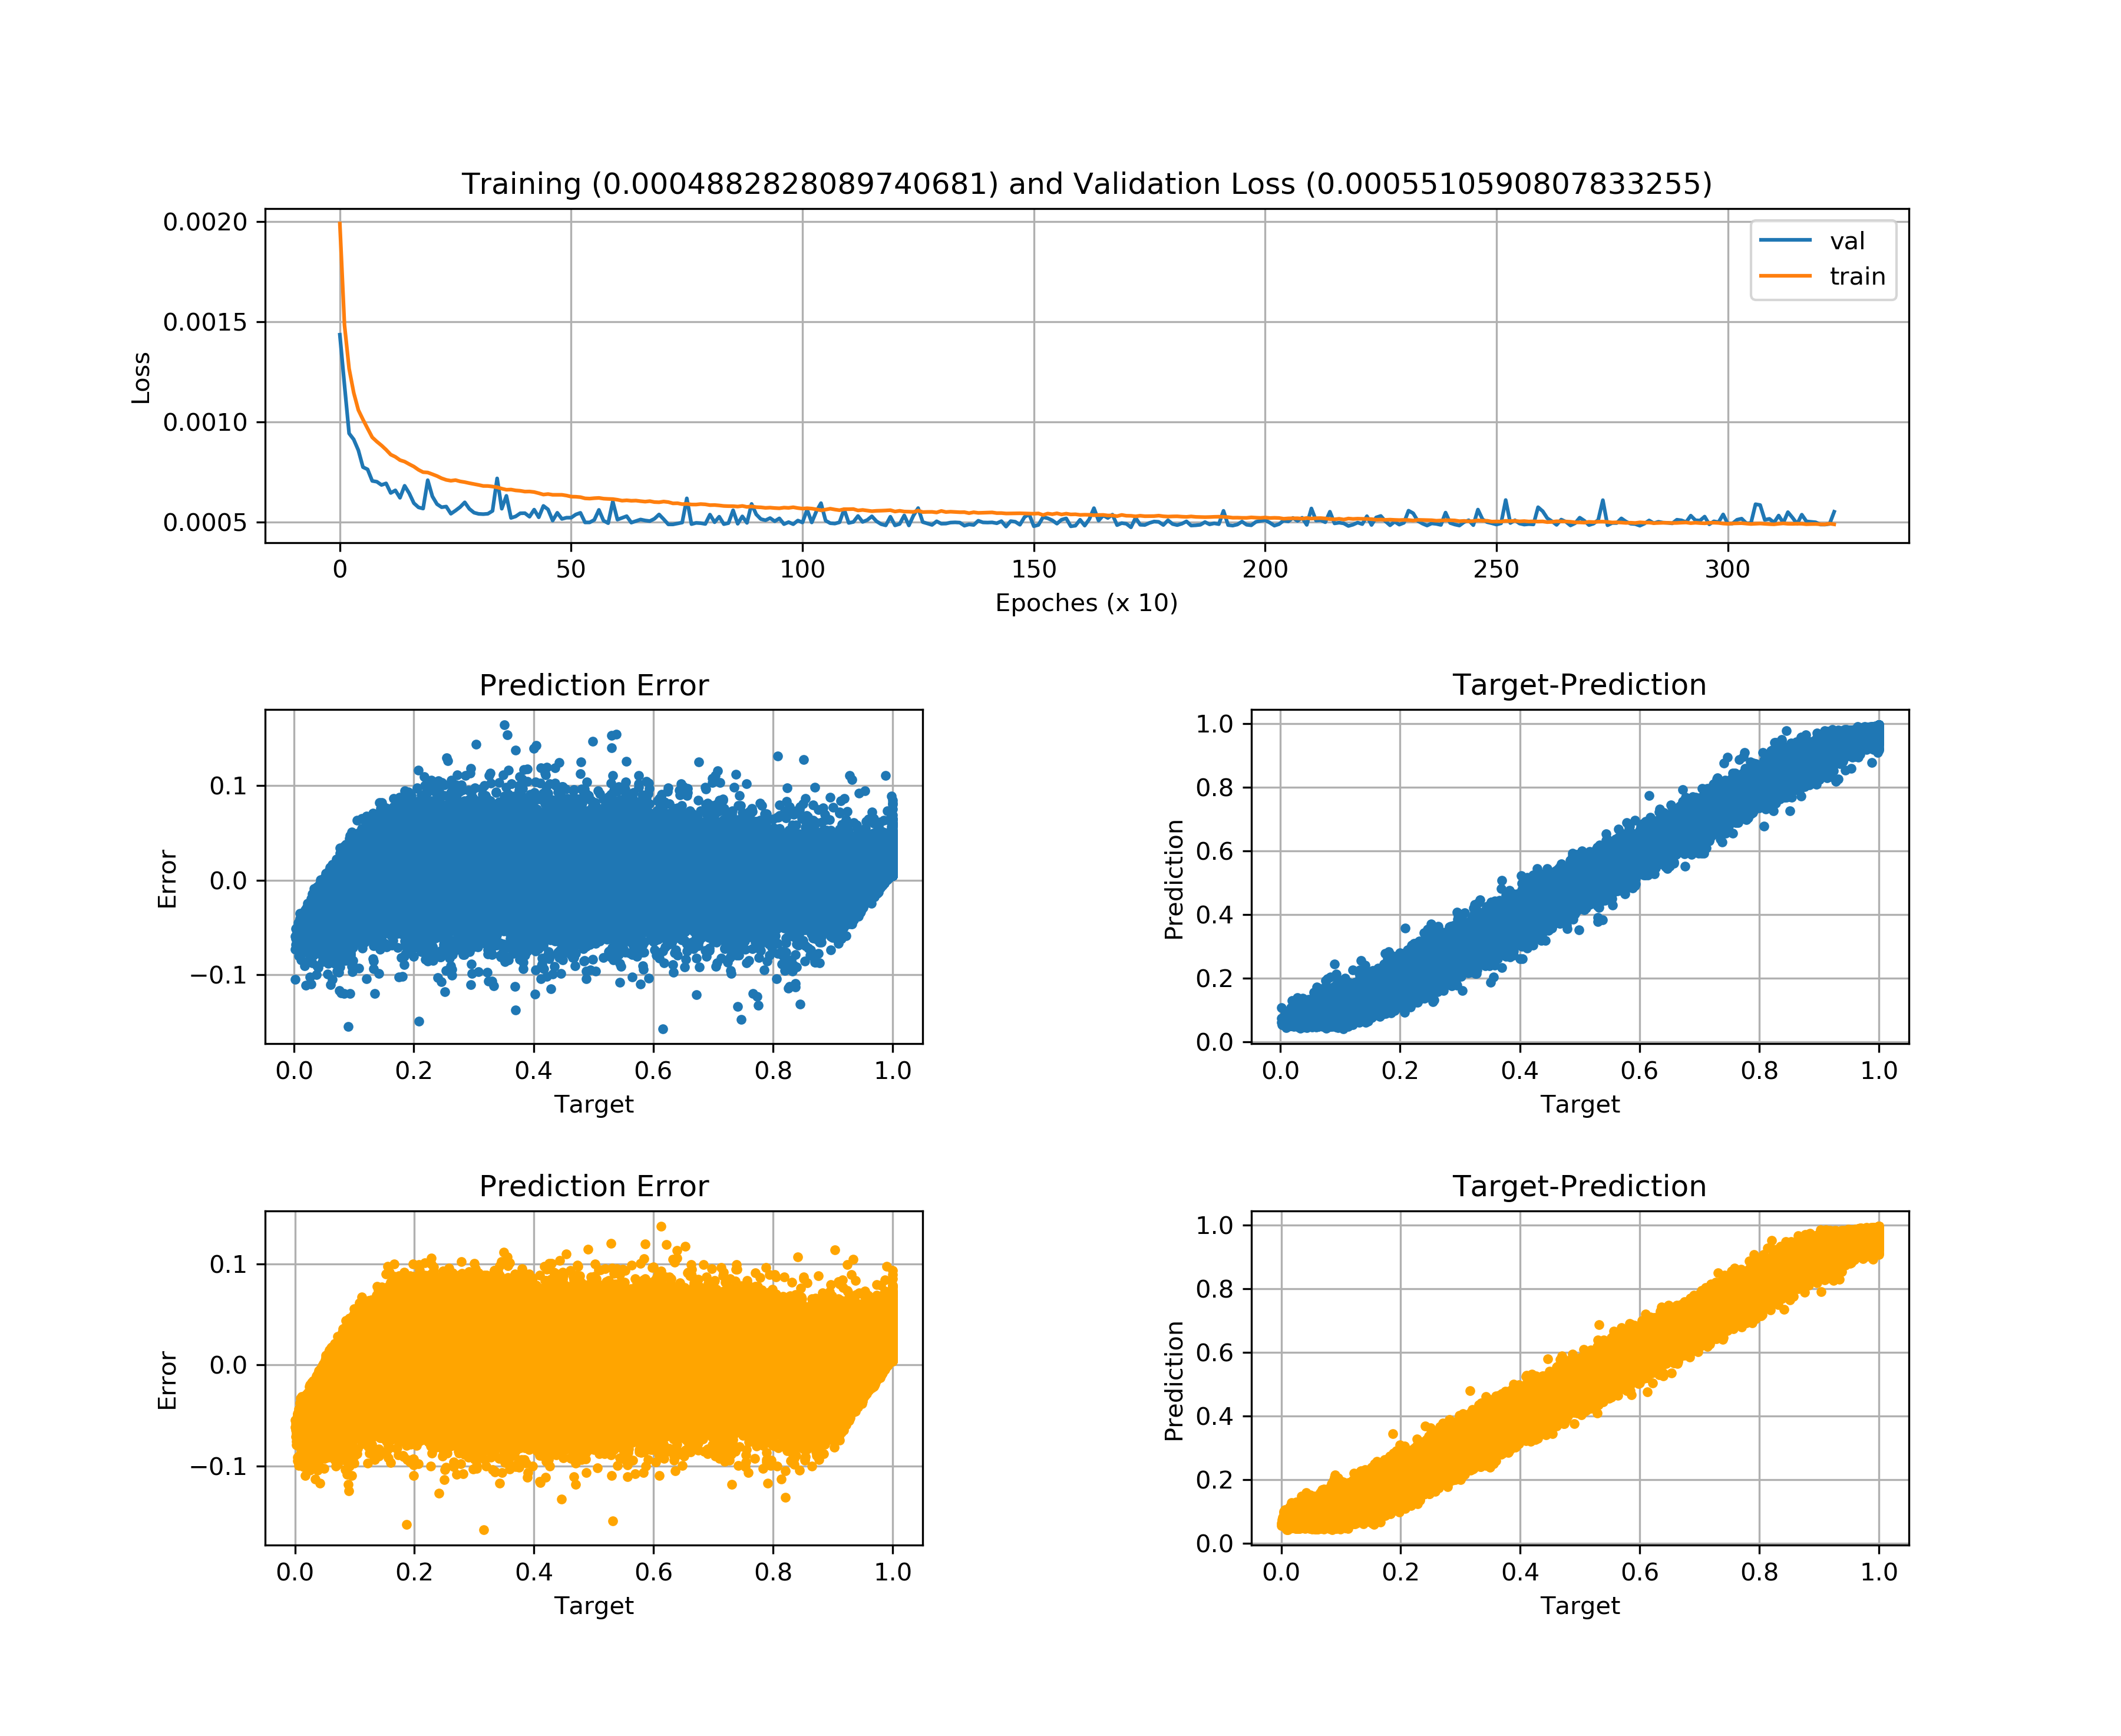 Training (0.0004882828089740681) and Validation Loss (0.0005510590807833255)
0.0020
0.0015
0.0010
0.0005
Loss
val
train
0 50 100 150 200 250 300
Epoches (x 10)
Prediction Error
0.1
0.0
−0.1
Error
0.0 0.2 0.4 0.6 0.8 1.0
Target
Target-Prediction
1.0
0.8
0.6
0.4
0.2
0.0
Prediction
0.0 0.2 0.4 0.6 0.8 1.0
Target
Prediction Error
0.1
0.0
−0.1
Error
0.0 0.2 0.4 0.6 0.8 1.0
Target
Target-Prediction
1.0
0.8
0.6
0.4
0.2
0.0
Prediction
0.0 0.2 0.4 0.6 0.8 1.0
Target